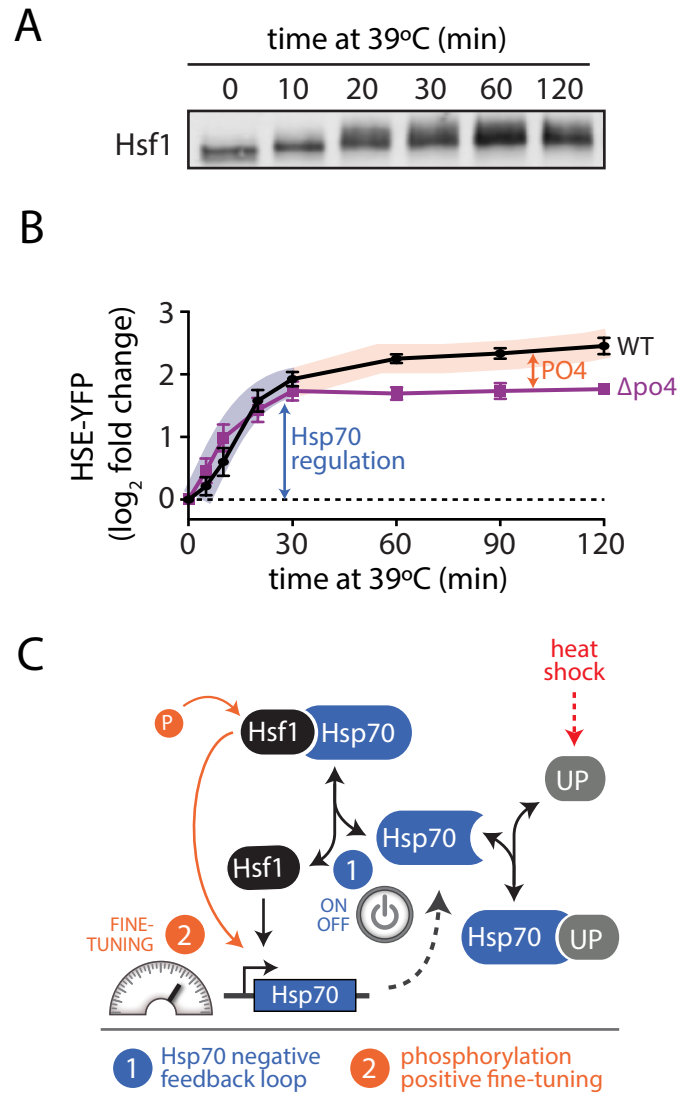 A
time at 39ºC (min)
0 10 20 30 60 120
Hsf1
B
HSE-YFP
(log2 fold change)
3
2
1
0
WT
PO4
Δpo4
Hsp70
regulation
0 30 60 90 120
time at 39ºC (min)
C
heat
shock
P
Hsf1 Hsp70
UP
Hsp70
Hsf1
1
ON
OFF
FINE-
TUNING 2
Hsp70 UP
Hsp70
1 Hsp70 negative
feedback loop
2 phosphorylation
positive fine-tuning